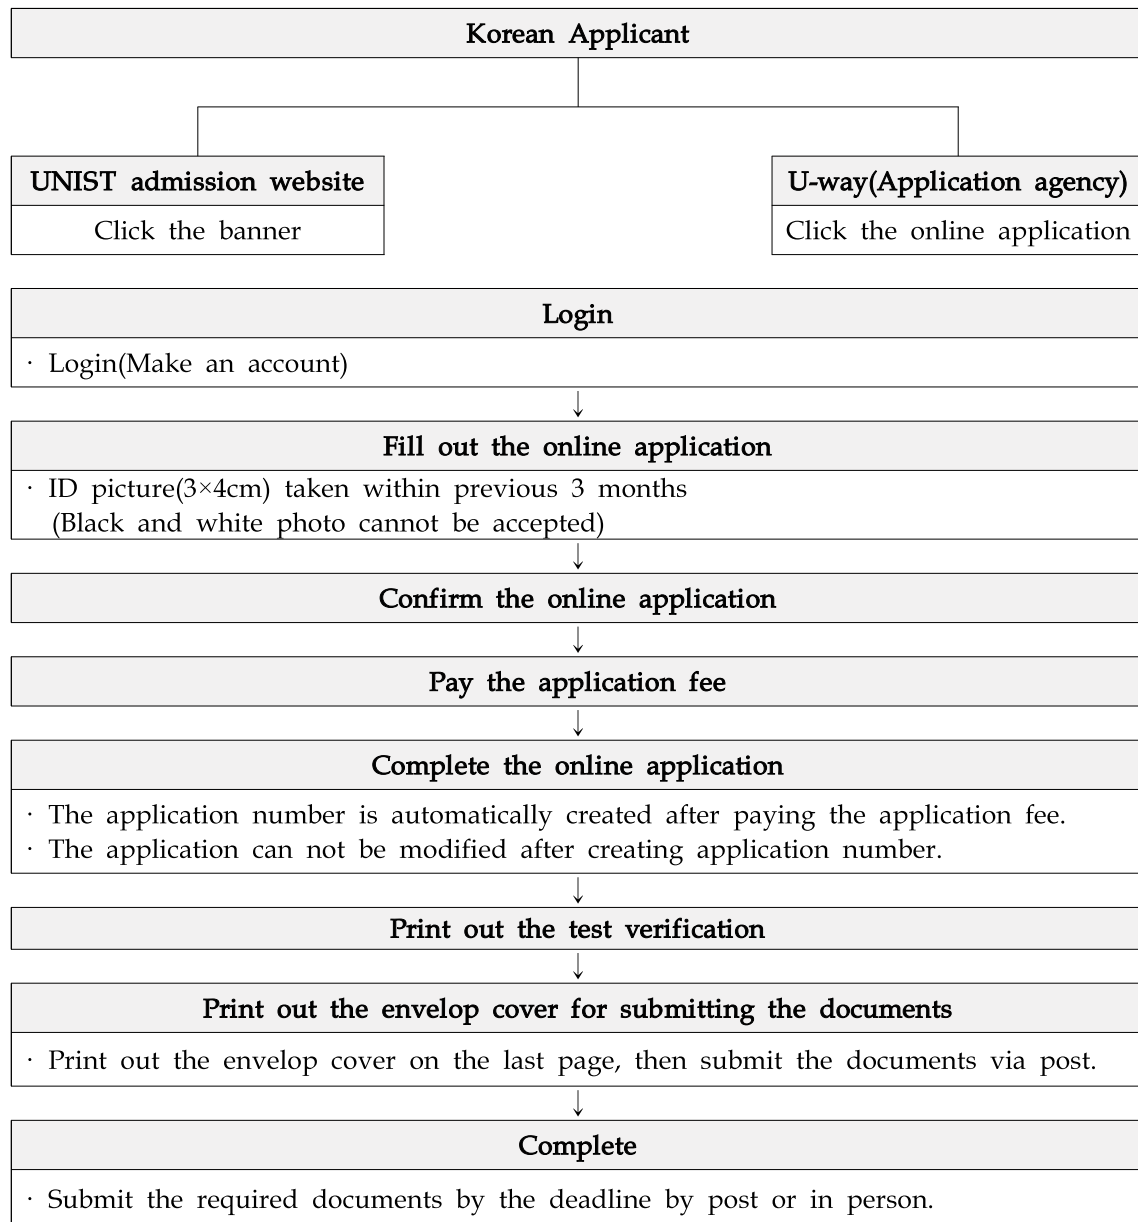 Korean Applicant
UNIST admission website
Click the banner
U-way(Application agency)
Click the online application
Login
· Login(Make an account)
Fill out the online application
· ID picture(3×4cm) taken within previous 3 months
(Black and white photo cannot be accepted)
Confirm the online application
Pay the application fee
Complete the online application
· The application number is automatically created after paying the application fee.
· The application can not be modified after creating application number.
Print out the test verification
Print out the envelop cover for submitting the documents
· Print out the envelop cover on the last page, then submit the documents via post.
Complete
· Submit the required documents by the deadline by post or in person.